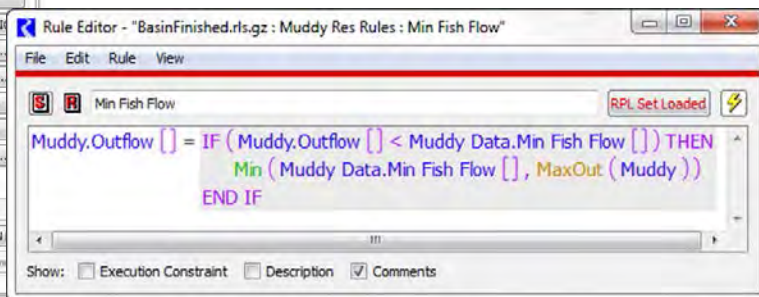 Rule Editor - "BasinFinished.rls.gz : Muddy Res Rules : Min Fish Flow"
File Edit Rule View
S R Min Fish Flow RPL Set Loaded
Muddy.Outflow [] = IF ( Muddy.Outflow [] < Muddy Data.Min Fish Flow [] ) THEN
Min ( Muddy Data.Min Fish Flow [] , MaxOut ( Muddy ) )
END IF
Show: Execution Constraint Description Comments